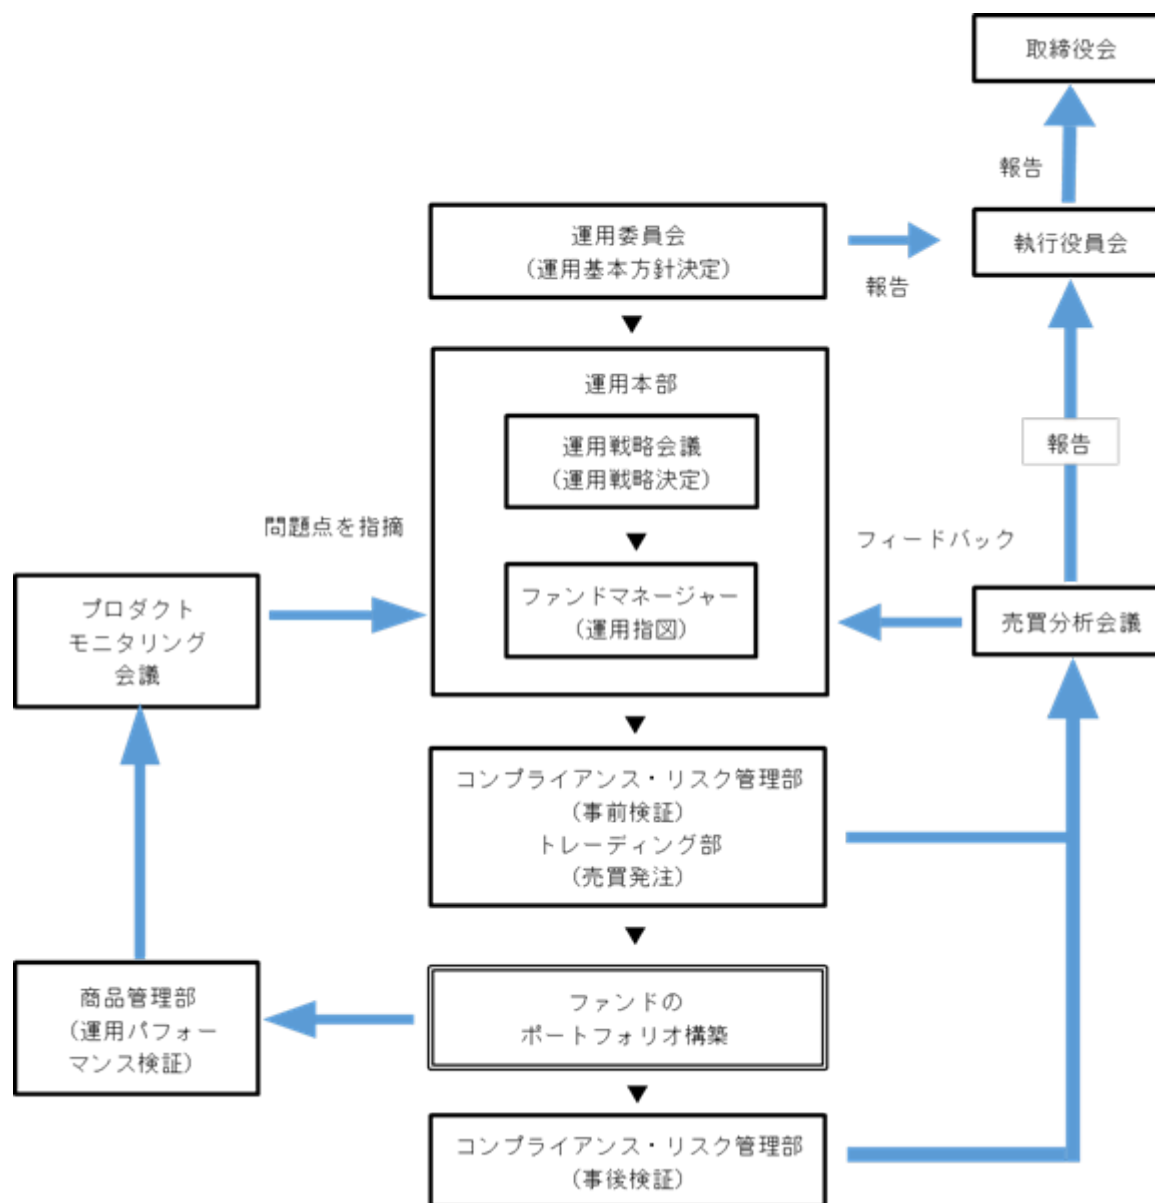 取締役会
報告
運用委員会
（運用基本方針決定）
報告
執行役員会
運用本部
運用戦略会議
（運用戦略決定）
報告
問題点を指摘
フィードバック
プロダクト
モニタリング
会議
ファンドマネージャー
（運用指図）
売買分析会議
コンプライアンス・リスク管理部
（事前検証）
トレーディング部
（売買発注）
商品管理部
（運用パフォー
マンス検証）
ファンドの
ポートフォリオ構築
コンプライアンス・リスク管理部
（事後検証）